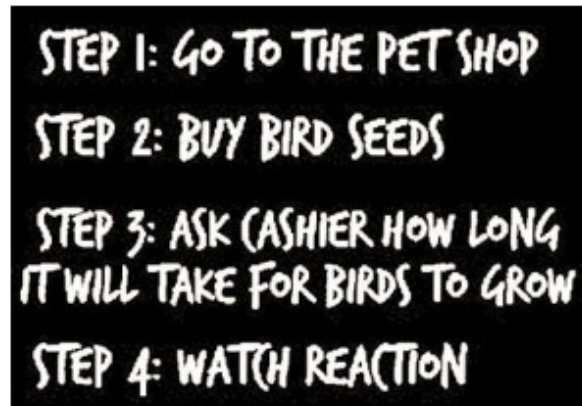 STEP 1: GO TO THE PET SHOP
STEP 2: BUY BIRD SEEDS
STEP 3: ASK CASHIER HOW LONG
IT WILL TAKE FOR BIRDS TO GROW
STEP 4: WATCH REACTION